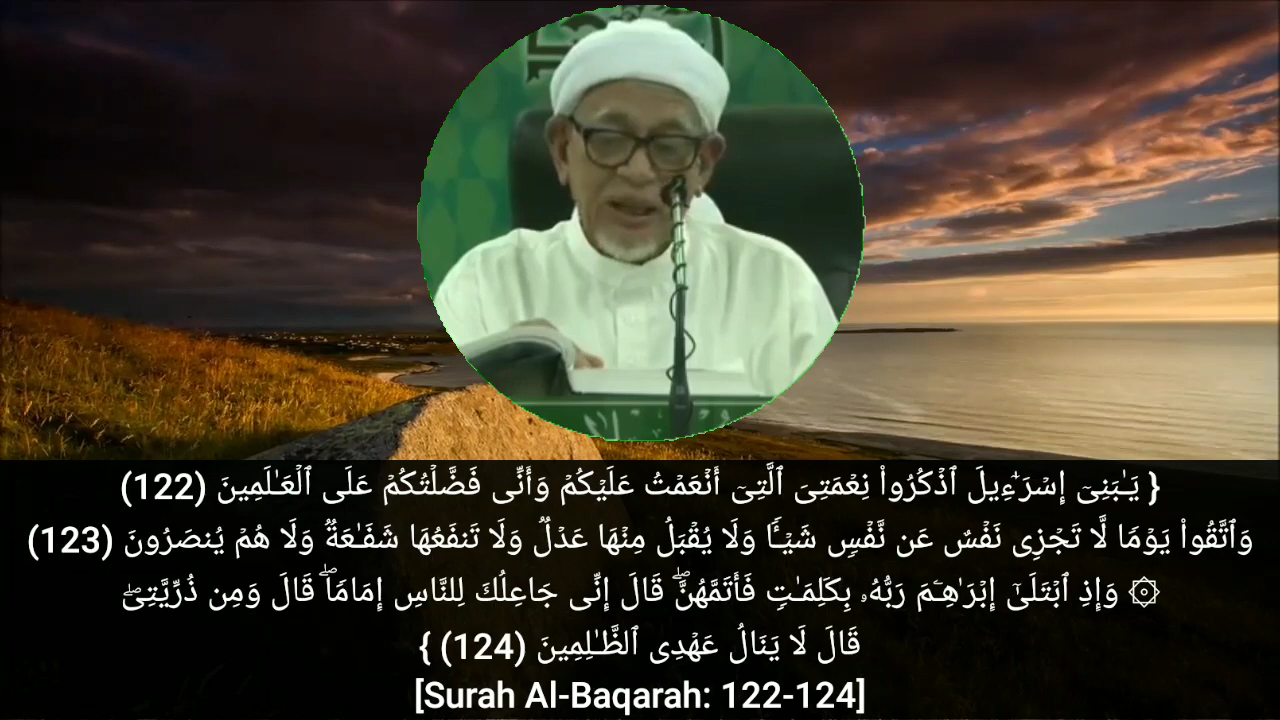 { يَـٰبَنِىٓ إِسْرَٰٓءِيلَ ٱذْكُرُوا۟ نِعْمَتِىَ ٱلَّتِىٓ أَنْعَمْتُ عَلَيْكُمْ وَأَنِّى فَضَّلْتُكُمْ عَلَى ٱلْعَـٰلَمِينَ (122)
وَٱتَّقُوا۟ يَوْمًا لَّا تَجْزِى نَفْسٌ عَن نَّفْسٍ شَيْـًٔا وَلَا يُقْبَلُ مِنْهَا عَدْلٌ وَلَا تَنفَعُهَا شَفَـٰعَةٌ وَلَا هُمْ يُنصَرُونَ (123)
۞ وَإِذِ ٱبْتَلَىٰٓ إِبْرَٰهِـۧمَ رَبُّهُۥ بِكَلِمَـٰتٍ فَأَتَمَّهُنَّ ۖ قَالَ إِنِّى جَاعِلُكَ لِلنَّاسِ إِمَامًا ۖ قَالَ وَمِن ذُرِّيَّتِى ۖ
قَالَ لَا يَنَالُ عَهْدِى ٱلظَّـٰلِمِينَ (124) }
[Surah Al-Baqarah: 122-124]